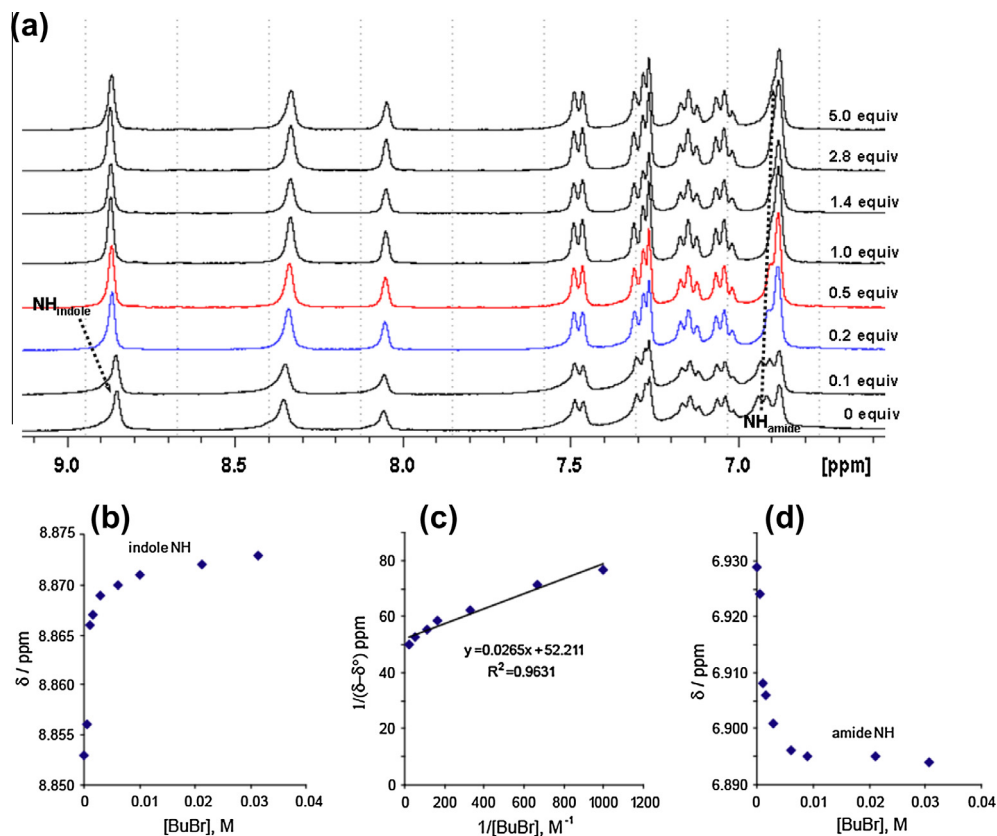 (a)
5.0 equiv
2.8 equiv
1.4 equiv
1.0 equiv
0.5 equiv
NHindole
0.2 equiv
0.1 equiv
0 equiv
NHamide
9.0 8.5 8.0 7.5 7.0 [ppm]
(b)
δ / ppm
8.875
8.870
8.865
8.860
8.855
8.850
indole NH
0 0.01 0.02 0.03 0.04
[BuBr], M
(c)
1/(δ–δ°) ppm
80
60
40
20
0
y=0.0265x+52.211
R²=0.9631
0 200 400 600 800 1000 1200
1/[BuBr], M⁻¹
(d)
δ / ppm
6.930
6.920
6.910
6.900
6.890
amide NH
0 0.01 0.02 0.03 0.04
[BuBr], M